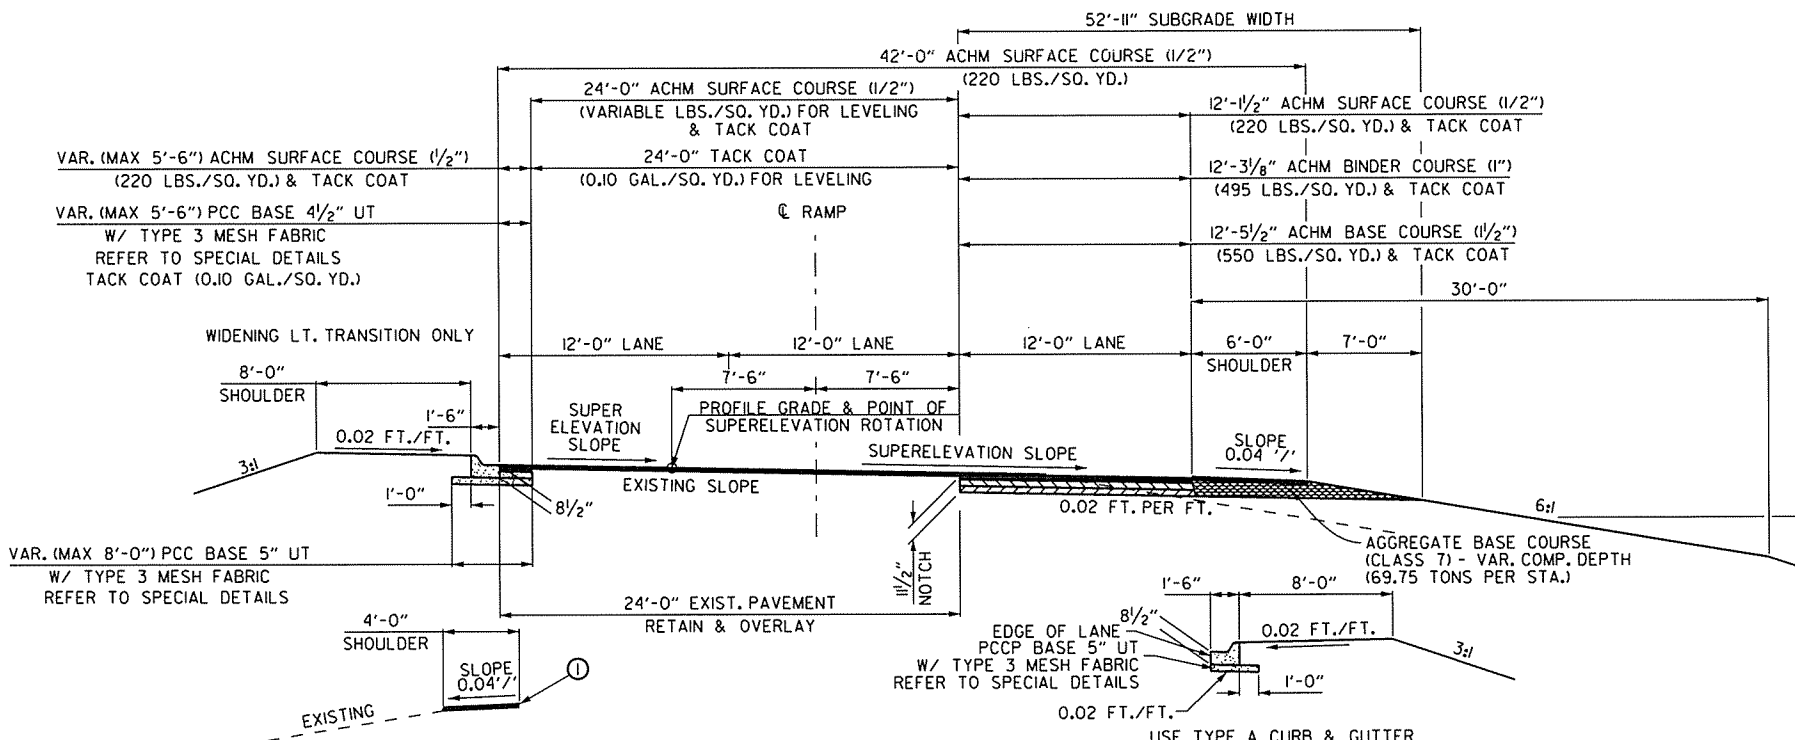 52'-11" SUBGRADE WIDTH
42'-0" ACHM SURFACE COURSE (1/2")
(220 LBS./SQ. YD.)
24'-0" ACHM SURFACE COURSE (1/2")
(VARIABLE LBS./SQ. YD.) FOR LEVELING
& TACK COAT
12'-1½" ACHM SURFACE COURSE (1/2")
(220 LBS./SQ. YD.) & TACK COAT
VAR. (MAX 5'-6") ACHM SURFACE COURSE (½")
(220 LBS./SQ. YD.) & TACK COAT
24'-0" TACK COAT
(0.10 GAL./SQ. YD.) FOR LEVELING
12'-3⅛" ACHM BINDER COURSE (1")
(495 LBS./SQ. YD.) & TACK COAT
VAR. (MAX 5'-6") PCC BASE 4½" UT
W/ TYPE 3 MESH FABRIC
REFER TO SPECIAL DETAILS
TACK COAT (0.10 GAL./SQ. YD.)
℄ RAMP
12'-5½" ACHM BASE COURSE (1½")
(550 LBS./SQ. YD.) & TACK COAT
30'-0"
WIDENING LT. TRANSITION ONLY
12'-0" LANE
12'-0" LANE
12'-0" LANE
6'-0"
SHOULDER
7'-0"
8'-0"
SHOULDER
7'-6"
7'-6"
1'-6"
SUPER
ELEVATION
SLOPE
PROFILE GRADE & POINT OF
SUPERELEVATION ROTATION
0.02 FT./FT.
SUPERELEVATION SLOPE
SLOPE
0.04 '/'
3:1
EXISTING SLOPE
1'-0"
8½"
0.02 FT. PER FT.
6:1
11½"
NOTCH
AGGREGATE BASE COURSE
(CLASS 7) - VAR. COMP. DEPTH
(69.75 TONS PER STA.)
VAR. (MAX 8'-0") PCC BASE 5" UT
W/ TYPE 3 MESH FABRIC
REFER TO SPECIAL DETAILS
24'-0" EXIST. PAVEMENT
RETAIN & OVERLAY
1'-6"
8'-0"
8½"
EDGE OF LANE
PCCP BASE 5" UT
W/ TYPE 3 MESH FABRIC
REFER TO SPECIAL DETAILS
0.02 FT./FT.
3:1
1'-0"
0.02 FT./FT.
4'-0"
SHOULDER
SLOPE
0.04'/'
1
EXISTING
USE TYPE A CURB & GUTTER